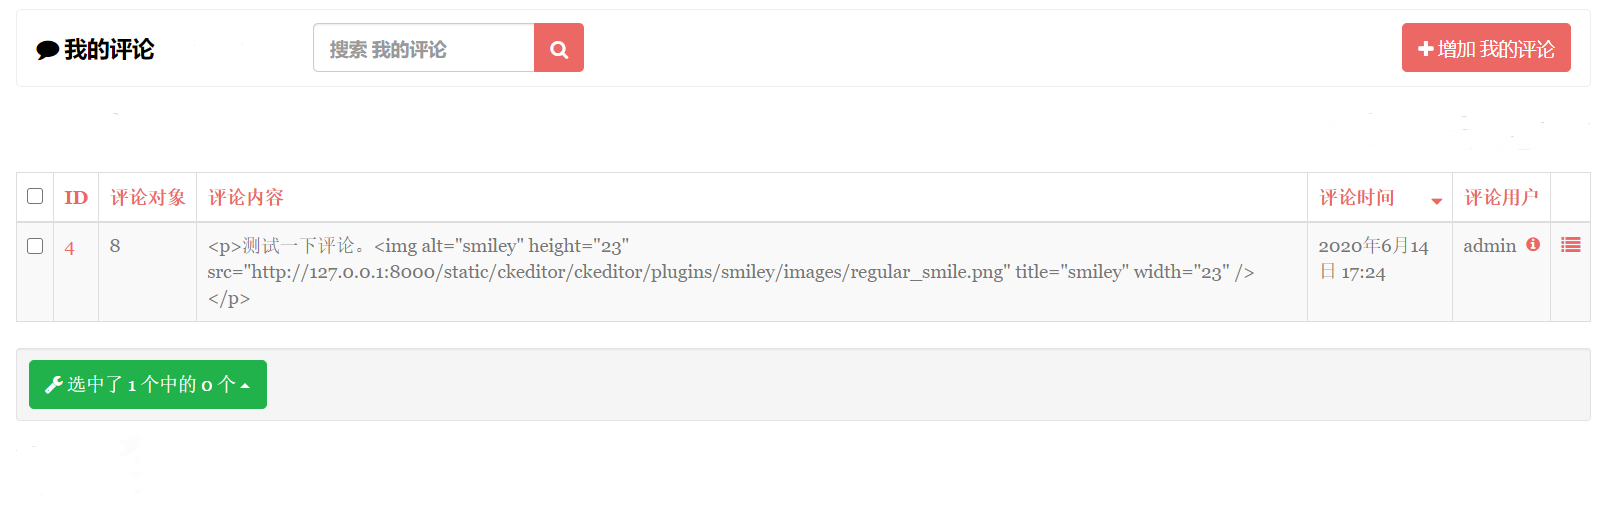 我的评论
搜索 我的评论
增加 我的评论
ID 评论对象 评论内容 评论时间 评论用户
4 8 <p>测试一下评论。<img alt="smiley" height="23"
src="http://127.0.0.1:8000/static/ckeditor/ckeditor/plugins/smiley/images/regular_smile.png" title="smiley" width="23" />
</p>
2020年6月14
日 17:24
admin
选中了 1 个中的 0 个